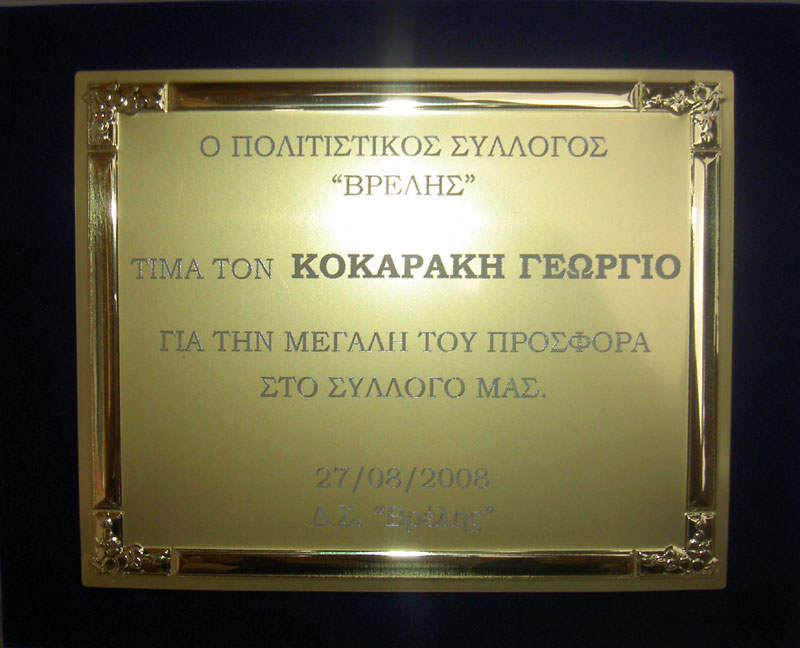 Ο ΠΟΛΙΤΙΣΤΙΚΟΣ ΣΥΛΛΟΓΟΣ
“ΒΡΕΛΗΣ”
ΤΙΜΑ ΤΟΝ ΚΟΚΑΡΑΚΗ ΓΕΩΡΓΙΟ
ΓΙΑ ΤΗΝ ΜΕΓΑΛΗ ΤΟΥ ΠΡΟΣΦΟΡΑ
ΣΤΟ ΣΥΛΛΟΓΟ ΜΑΣ.
27/08/2008
Δ.Σ. “Βρέλης”